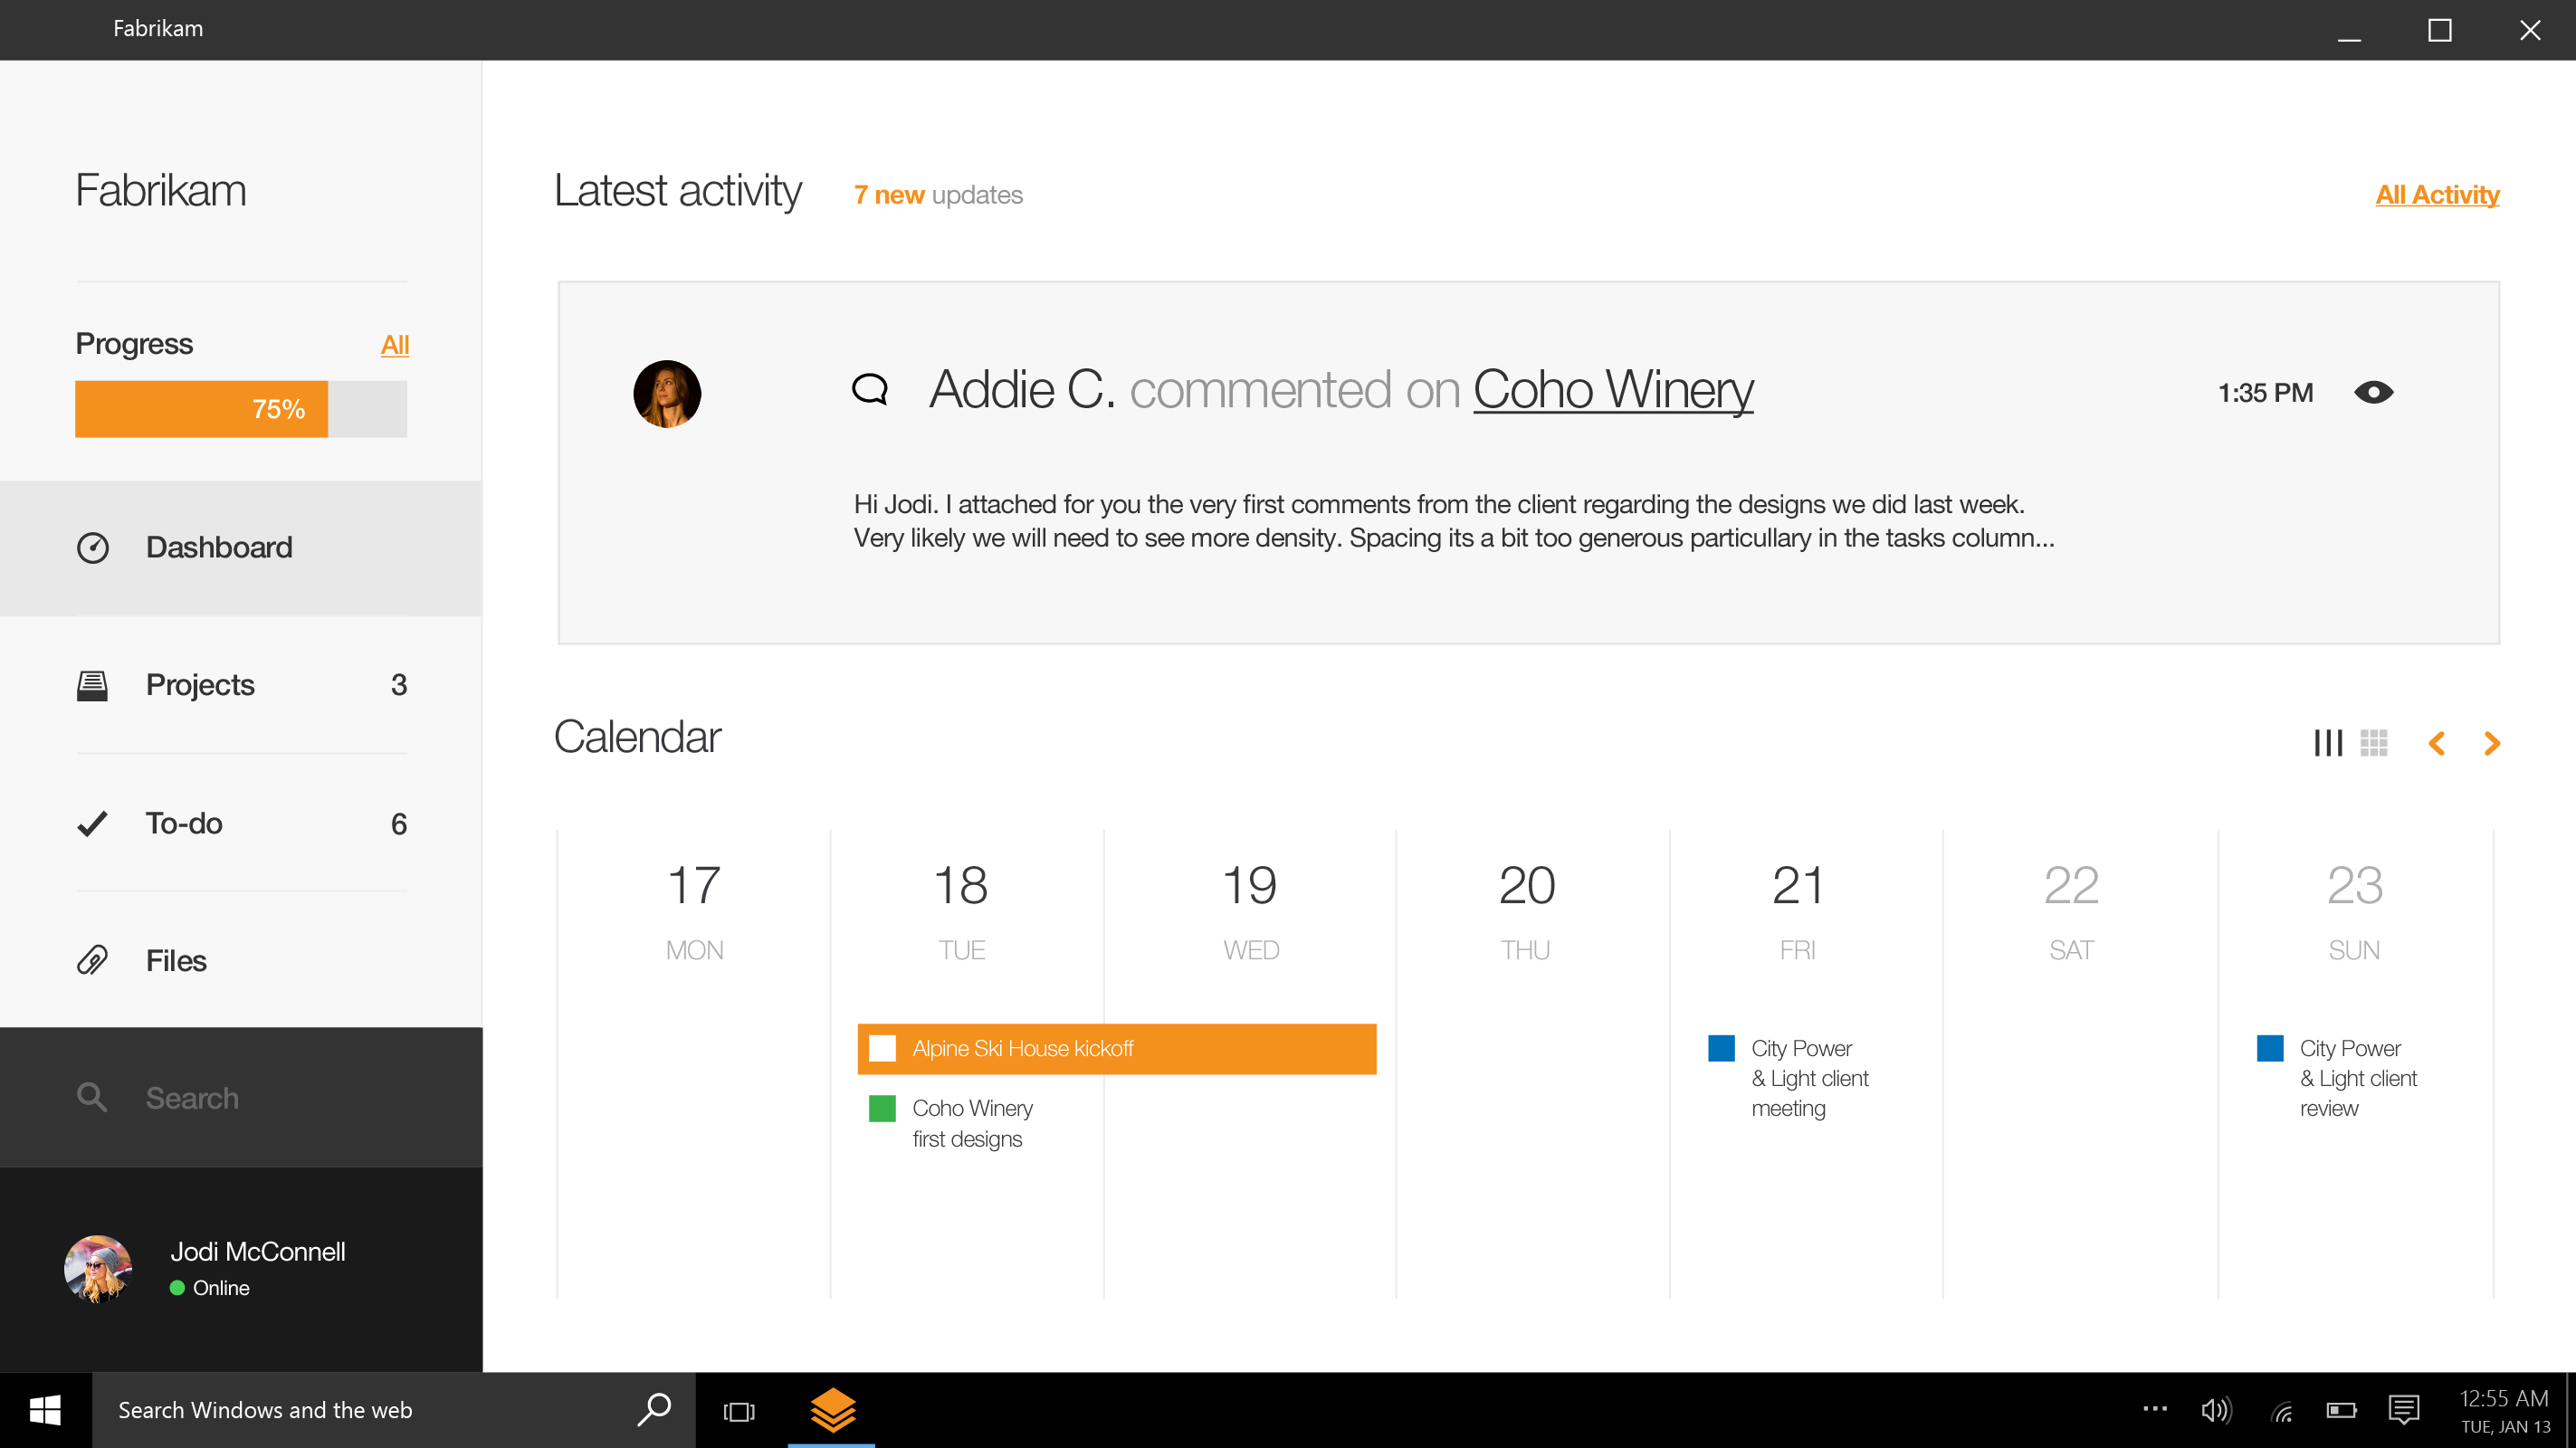 Fabrikam
Fabrikam
Progress
All
75%
Dashboard
Projects
3
To-do
6
Files
Search
Jodi McConnell
Online
Latest activity
7 new updates
All Activity
Addie C. commented on Coho Winery
1:35 PM
Hi Jodi. I attached for you the very first comments from the client regarding the designs we did last week.
Very likely we will need to see more density. Spacing its a bit too generous particullary in the tasks column...
Calendar
17
MON
18
TUE
19
WED
20
THU
21
FRI
22
SAT
23
SUN
Alpine Ski House kickoff
Coho Winery
first designs
City Power
& Light client
meeting
City Power
& Light client
review
Search Windows and the web
12:55 AM
TUE, JAN 13